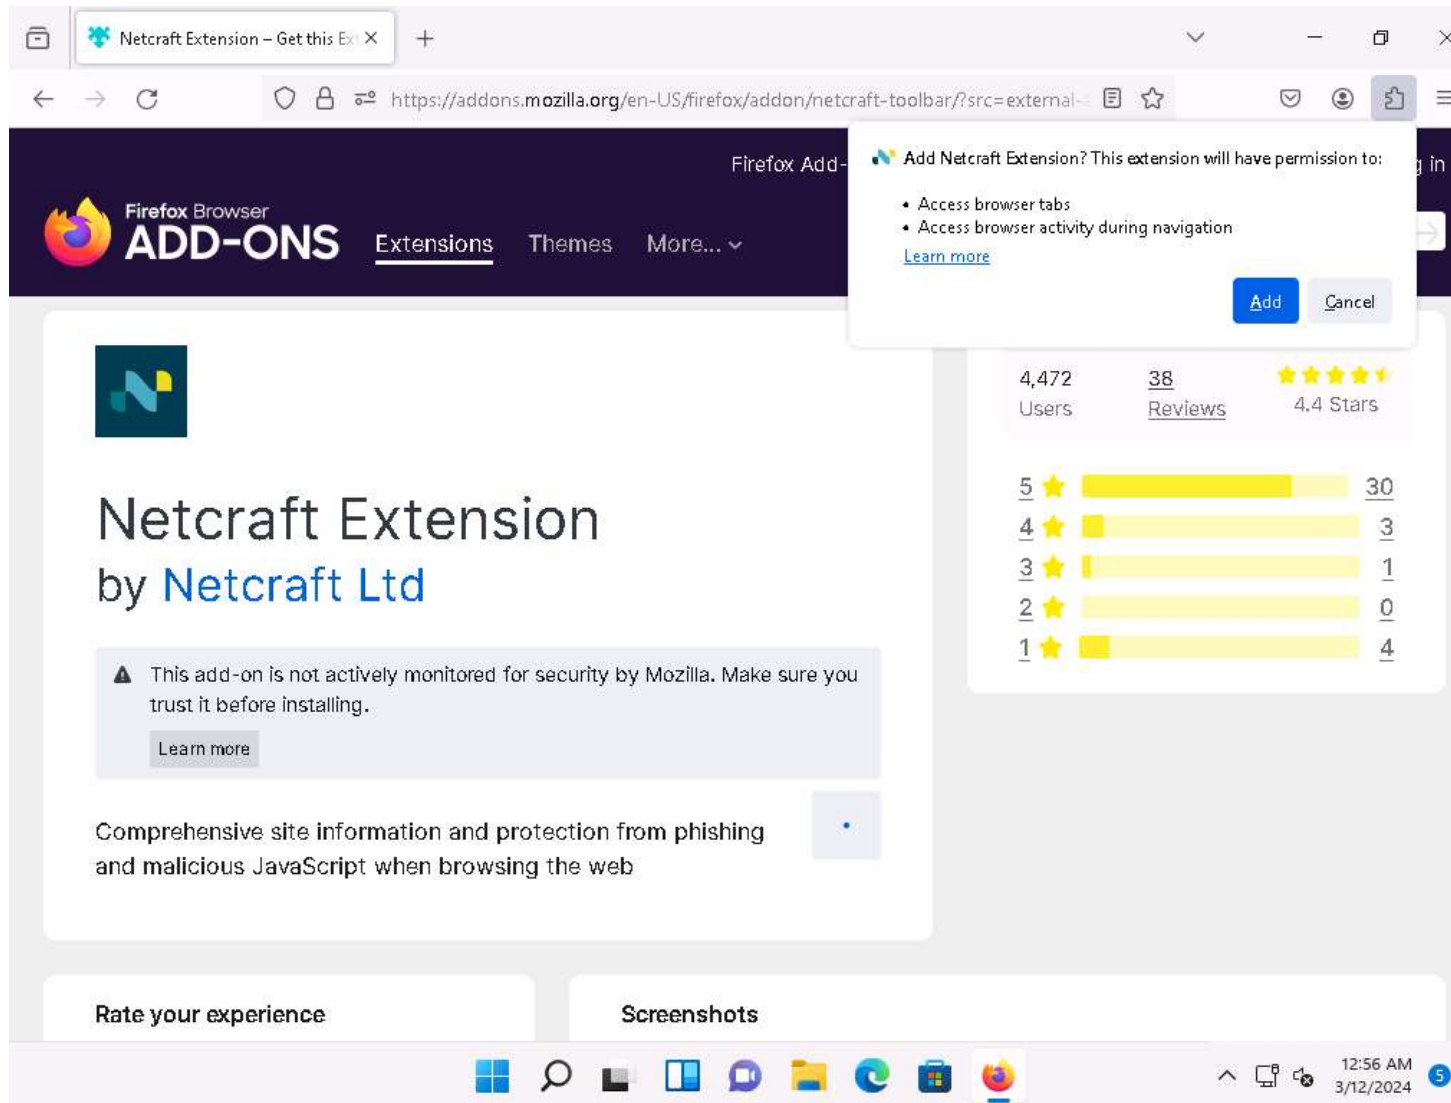 Netcraft Extension – Get this Ex
https://addons.mozilla.org/en-US/firefox/addon/netcraft-toolbar/?src=external-
Firefox Add-
g in
Add Netcraft Extension? This extension will have permission to:
• Access browser tabs
• Access browser activity during navigation
Learn more
Add
Cancel
Firefox Browser
ADD-ONS
Extensions
Themes
More...
4,472
Users
38
Reviews
4.4 Stars
5 30
4 3
3 1
2 0
1 4
Netcraft Extension
by Netcraft Ltd
This add-on is not actively monitored for security by Mozilla. Make sure you
trust it before installing.
Learn more
Comprehensive site information and protection from phishing
and malicious JavaScript when browsing the web
Rate your experience
Screenshots
12:56 AM
3/12/2024
5